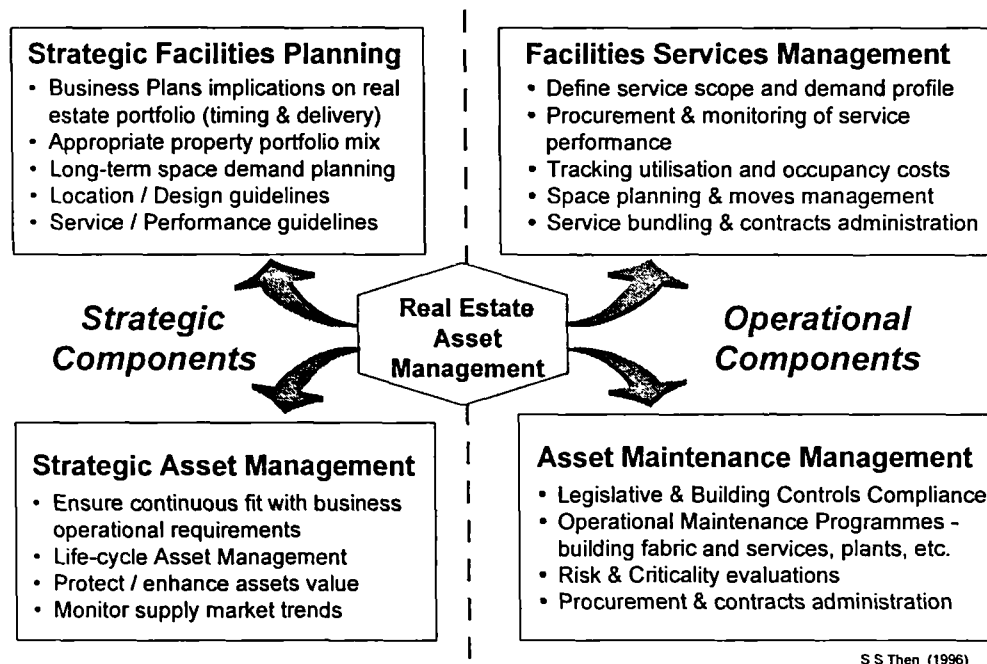 Strategic Facilities Planning
• Business Plans implications on real
estate portfolio (timing & delivery)
• Appropriate property portfolio mix
• Long-term space demand planning
• Location / Design guidelines
• Service / Performance guidelines
Facilities Services Management
• Define service scope and demand profile
• Procurement & monitoring of service
performance
• Tracking utilisation and occupancy costs
• Space planning & moves management
• Service bundling & contracts administration
Strategic
Components
Real Estate
Asset
Management
Operational
Components
Strategic Asset Management
• Ensure continuous fit with business
operational requirements
• Life-cycle Asset Management
• Protect / enhance assets value
• Monitor supply market trends
Asset Maintenance Management
• Legislative & Building Controls Compliance
• Operational Maintenance Programmes -
building fabric and services, plants, etc.
• Risk & Criticality evaluations
• Procurement & contracts administration
S S Then (1996)